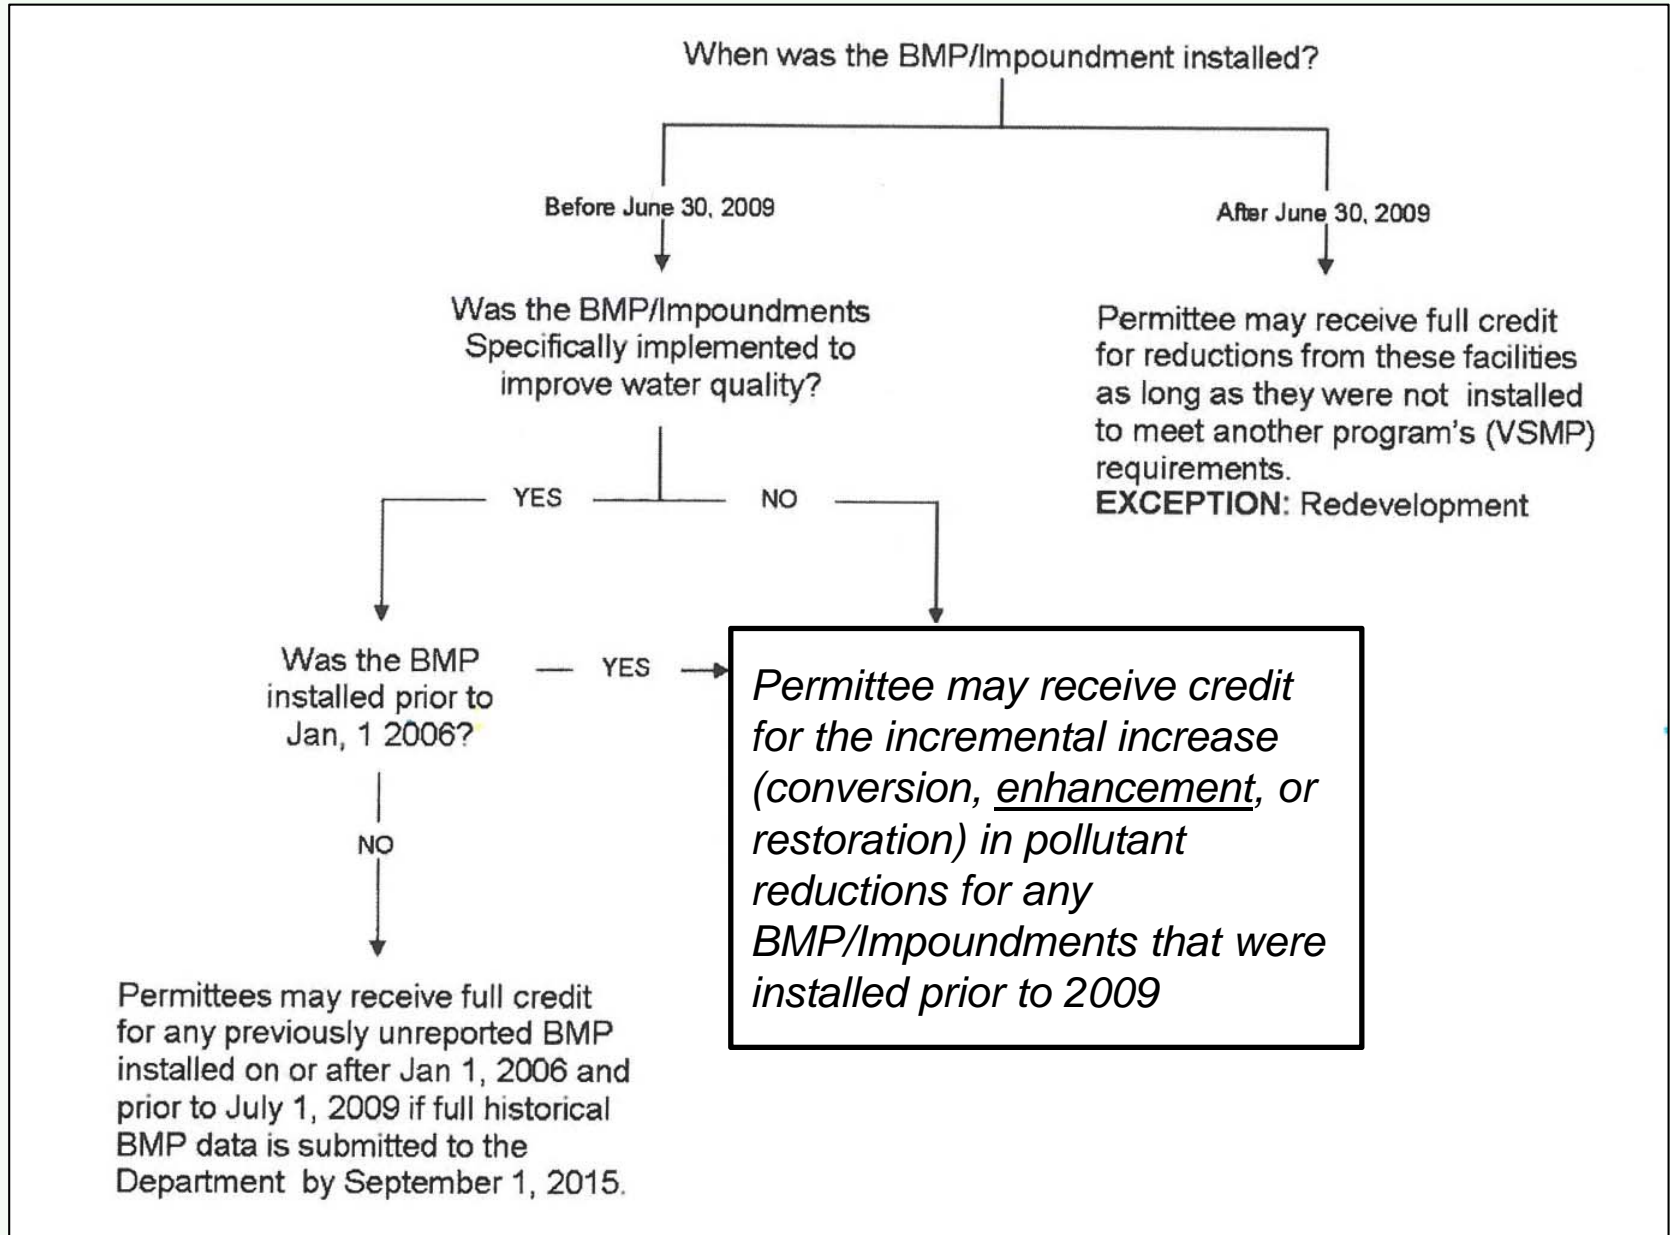 When was the BMP/Impoundment installed?
Before June 30, 2009
After June 30, 2009
Was the BMP/Impoundments
Specifically implemented to
improve water quality?
Permittee may receive full credit
for reductions from these facilities
as long as they were not installed
to meet another program's (VSMP)
requirements.
EXCEPTION: Redevelopment
YES
NO
Was the BMP
installed prior to
Jan, 1 2006?
YES
Permittee may receive credit
for the incremental increase
(conversion, enhancement, or
restoration) in pollutant
reductions for any
BMP/Impoundments that were
installed prior to 2009
NO
Permittees may receive full credit
for any previously unreported BMP
installed on or after Jan 1, 2006 and
prior to July 1, 2009 if full historical
BMP data is submitted to the
Department by September 1, 2015.